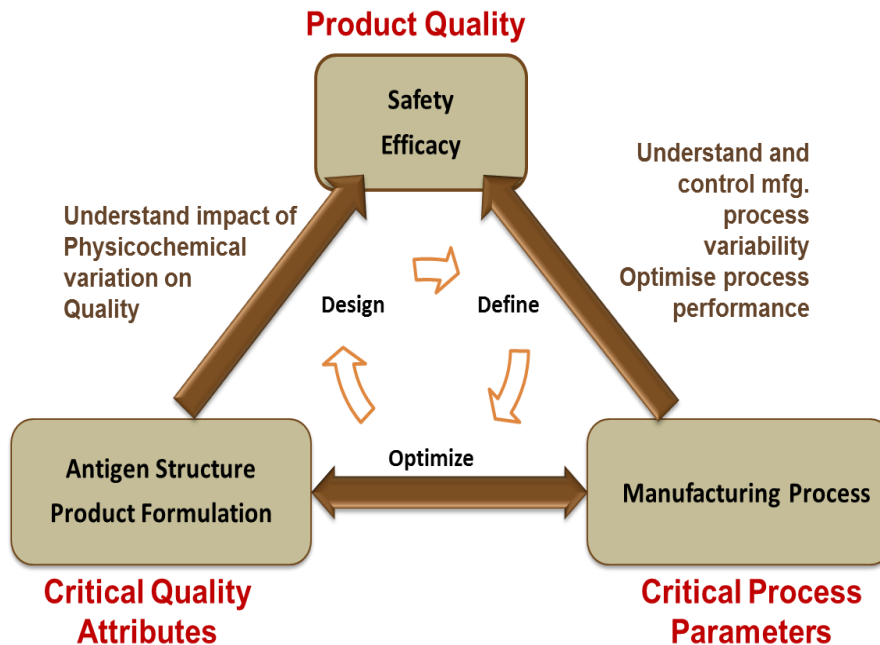 Product Quality
Safety
Efficacy
Understand impact of
Physicochemical
variation on
Quality
Understand and
control mfg.
process
variability
Optimise process
performance
Design
Define
Optimize
Antigen Structure
Product Formulation
Manufacturing Process
Critical Quality
Attributes
Critical Process
Parameters